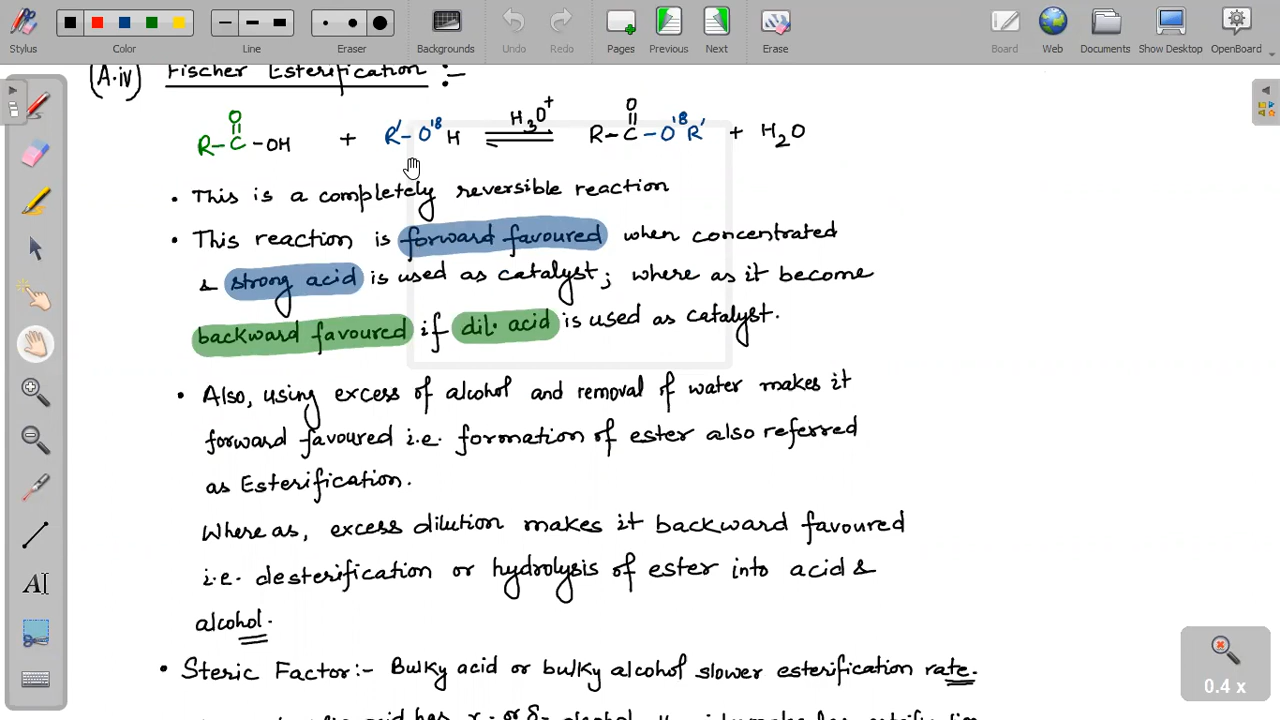 Stylus
Color
Line
Eraser
Backgrounds
Undo
Redo
Pages
Previous
Next
Erase
Board
Web
Documents
Show Desktop
OpenBoard
(A.iv) Fischer Esterification :-
R-C(=O)-OH + R'-O¹⁸H ⇌ (H₃O⁺) R-C(=O)-O¹⁸R' + H₂O
• This is a completely reversible reaction
• This reaction is forward favoured when concentrated
& strong acid is used as catalyst; where as it become
backward favoured if dil. acid is used as catalyst.
• Also, using excess of alcohol and removal of water makes it
forward favoured i.e. formation of ester also referred
as Esterification.
Where as, excess dilution makes it backward favoured
i.e. desterification or hydrolysis of ester into acid &
alcohol.
• Steric Factor:- Bulky acid or bulky alcohol slower esterification rate.
acid has γ- or δ- alcohol
0.4 x